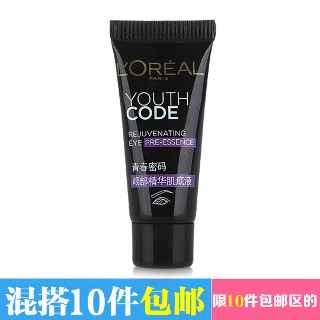 L'ORÉAL
YOUTH
CODE
REJUVENATING
EYE PRE-ESSENCE
青春密码
眼部精华肌底液
混搭10件包邮
限10件包邮区的